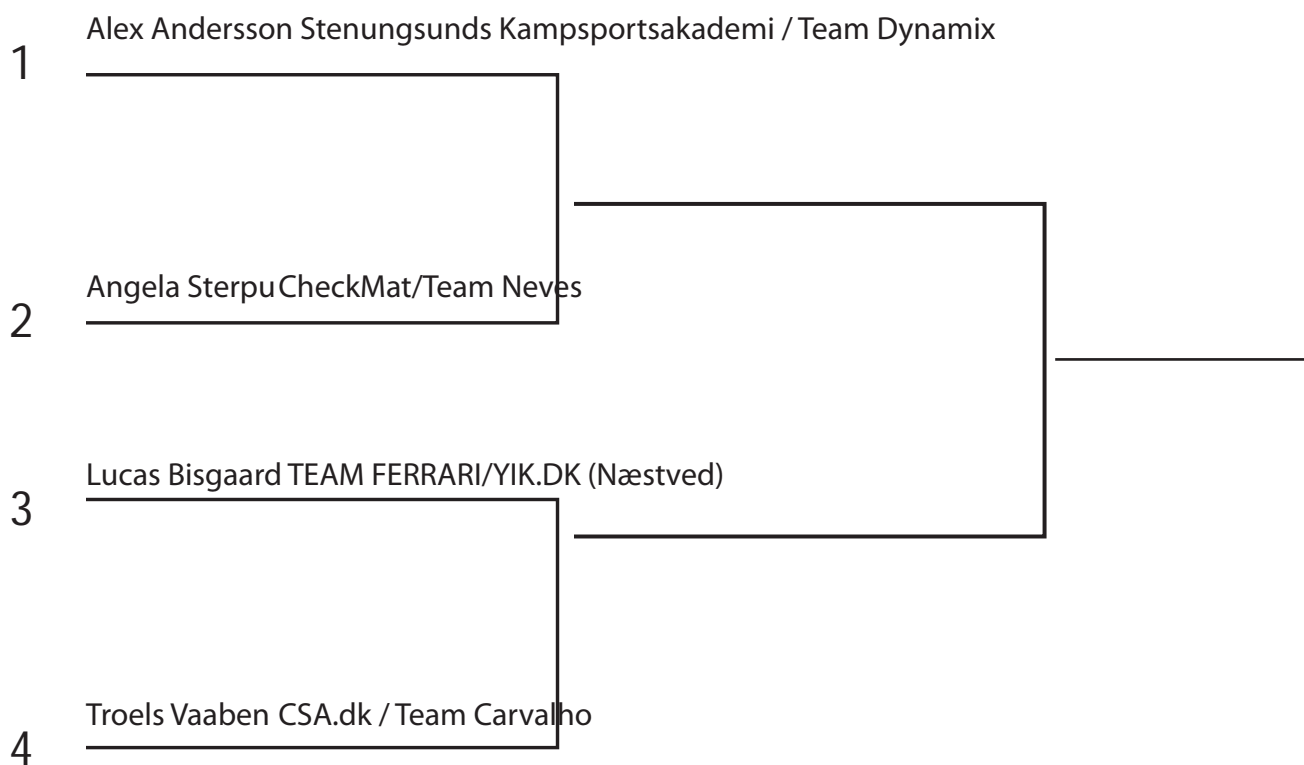 Alex Andersson Stenungsunds Kampsportsakademi / Team Dynamix
1
Angela Sterpu CheckMat/Team Neves
2
Lucas Bisgaard TEAM FERRARI/YIK.DK (Næstved)
3
Troels Vaaben CSA.dk / Team Carvalho
4